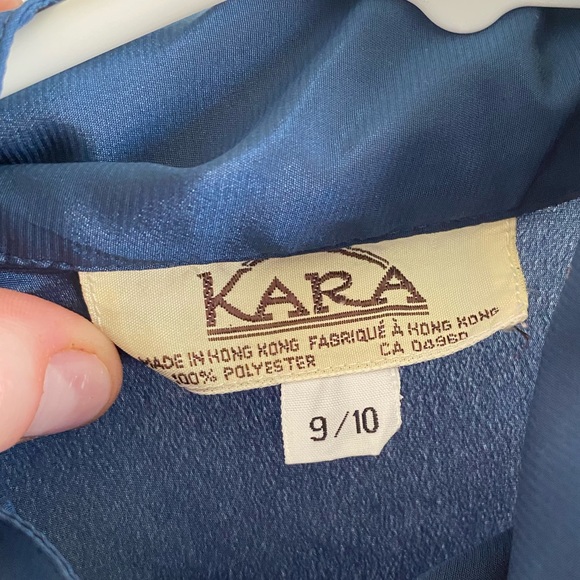 KARA
MADE IN HONG KONG FABRIQUÉ À HONG KONG
100% POLYESTER CA 04960
9/10